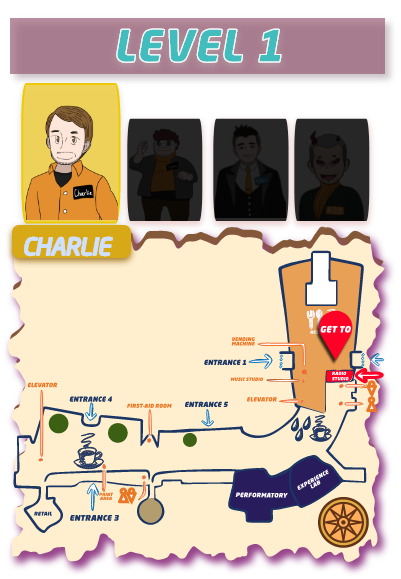 LEVEL 1
Charlie
CHARLIE
GET TO
VENDING
MACHINE
ENTRANCE 1
MUSIC STUDIO
RADIO
STUDIO
ELEVATOR
ELEVATOR
ENTRANCE 4
FIRST-AID ROOM
ENTRANCE 5
PRINT
AREA
RETAIL
ENTRANCE 3
PERFORMATORY
EXPERIENCE
LAB